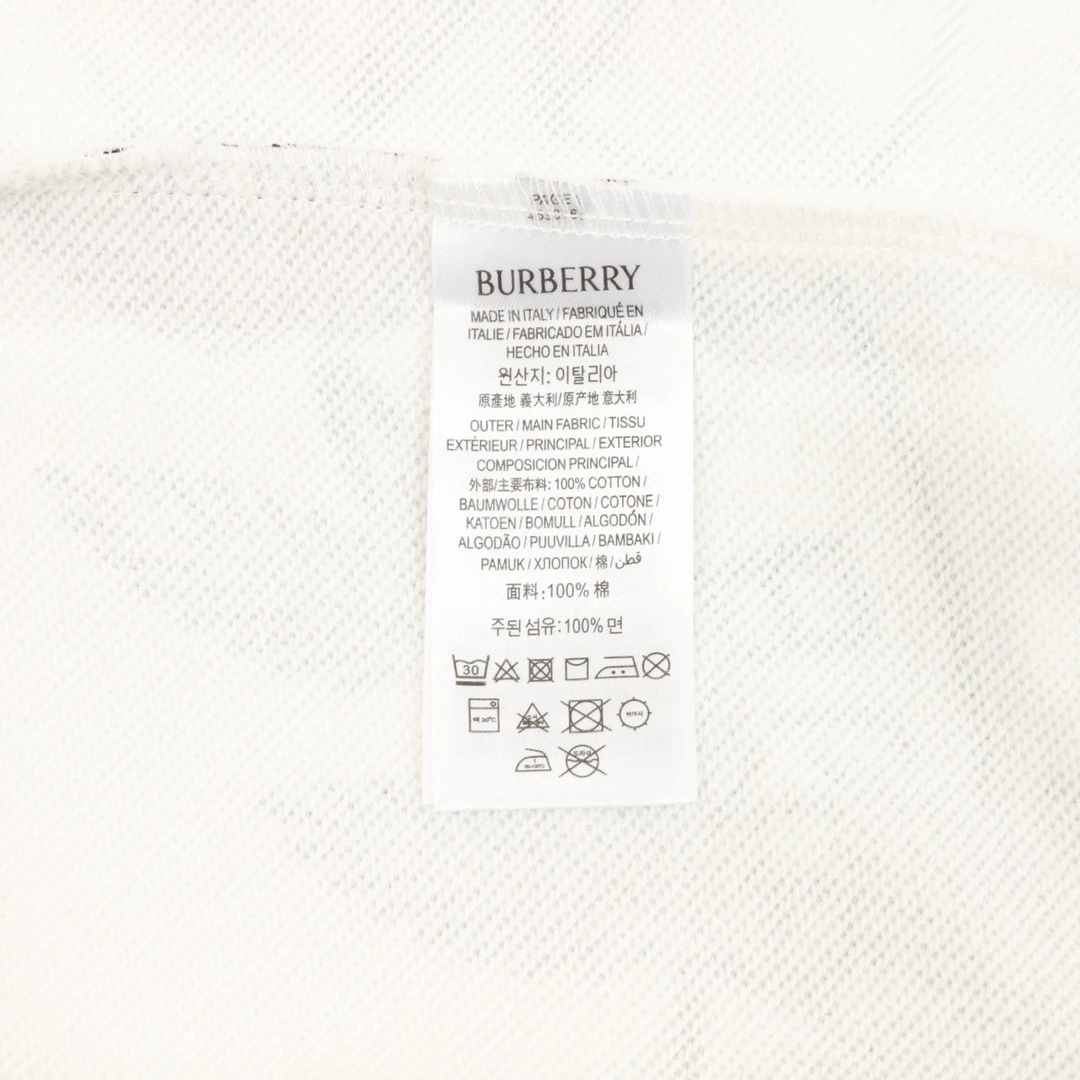 PAGE 1
BURBERRY
MADE IN ITALY / FABRIQUÉ EN
ITALIE / FABRICADO EM ITÁLIA /
HECHO EN ITALIA
원산지: 이탈리아
原產地 義大利/原产地 意大利
OUTER / MAIN FABRIC / TISSU
EXTÉRIEUR / PRINCIPAL / EXTERIOR
COMPOSICION PRINCIPAL /
外部/主要布料: 100% COTTON /
BAUMWOLLE / COTON / COTONE /
KATOEN / BOMULL / ALGODÓN /
ALGODÃO / PUUVILLA / BAMBAKI /
PAMUK / ХЛОПОК / 棉 / قطن
面料:100% 棉
주된 섬유: 100% 면
30